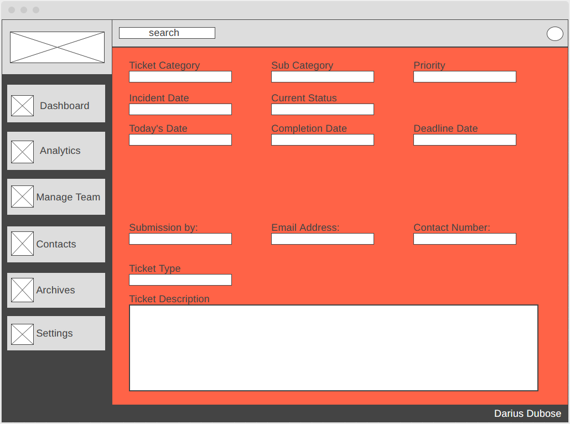 search
Ticket Category
Sub Category
Priority
Incident Date
Current Status
Today's Date
Completion Date
Deadline Date
Dashboard
Analytics
Manage Team
Contacts
Archives
Settings
Submission by:
Email Address:
Contact Number:
Ticket Type
Ticket Description
Darius Dubose